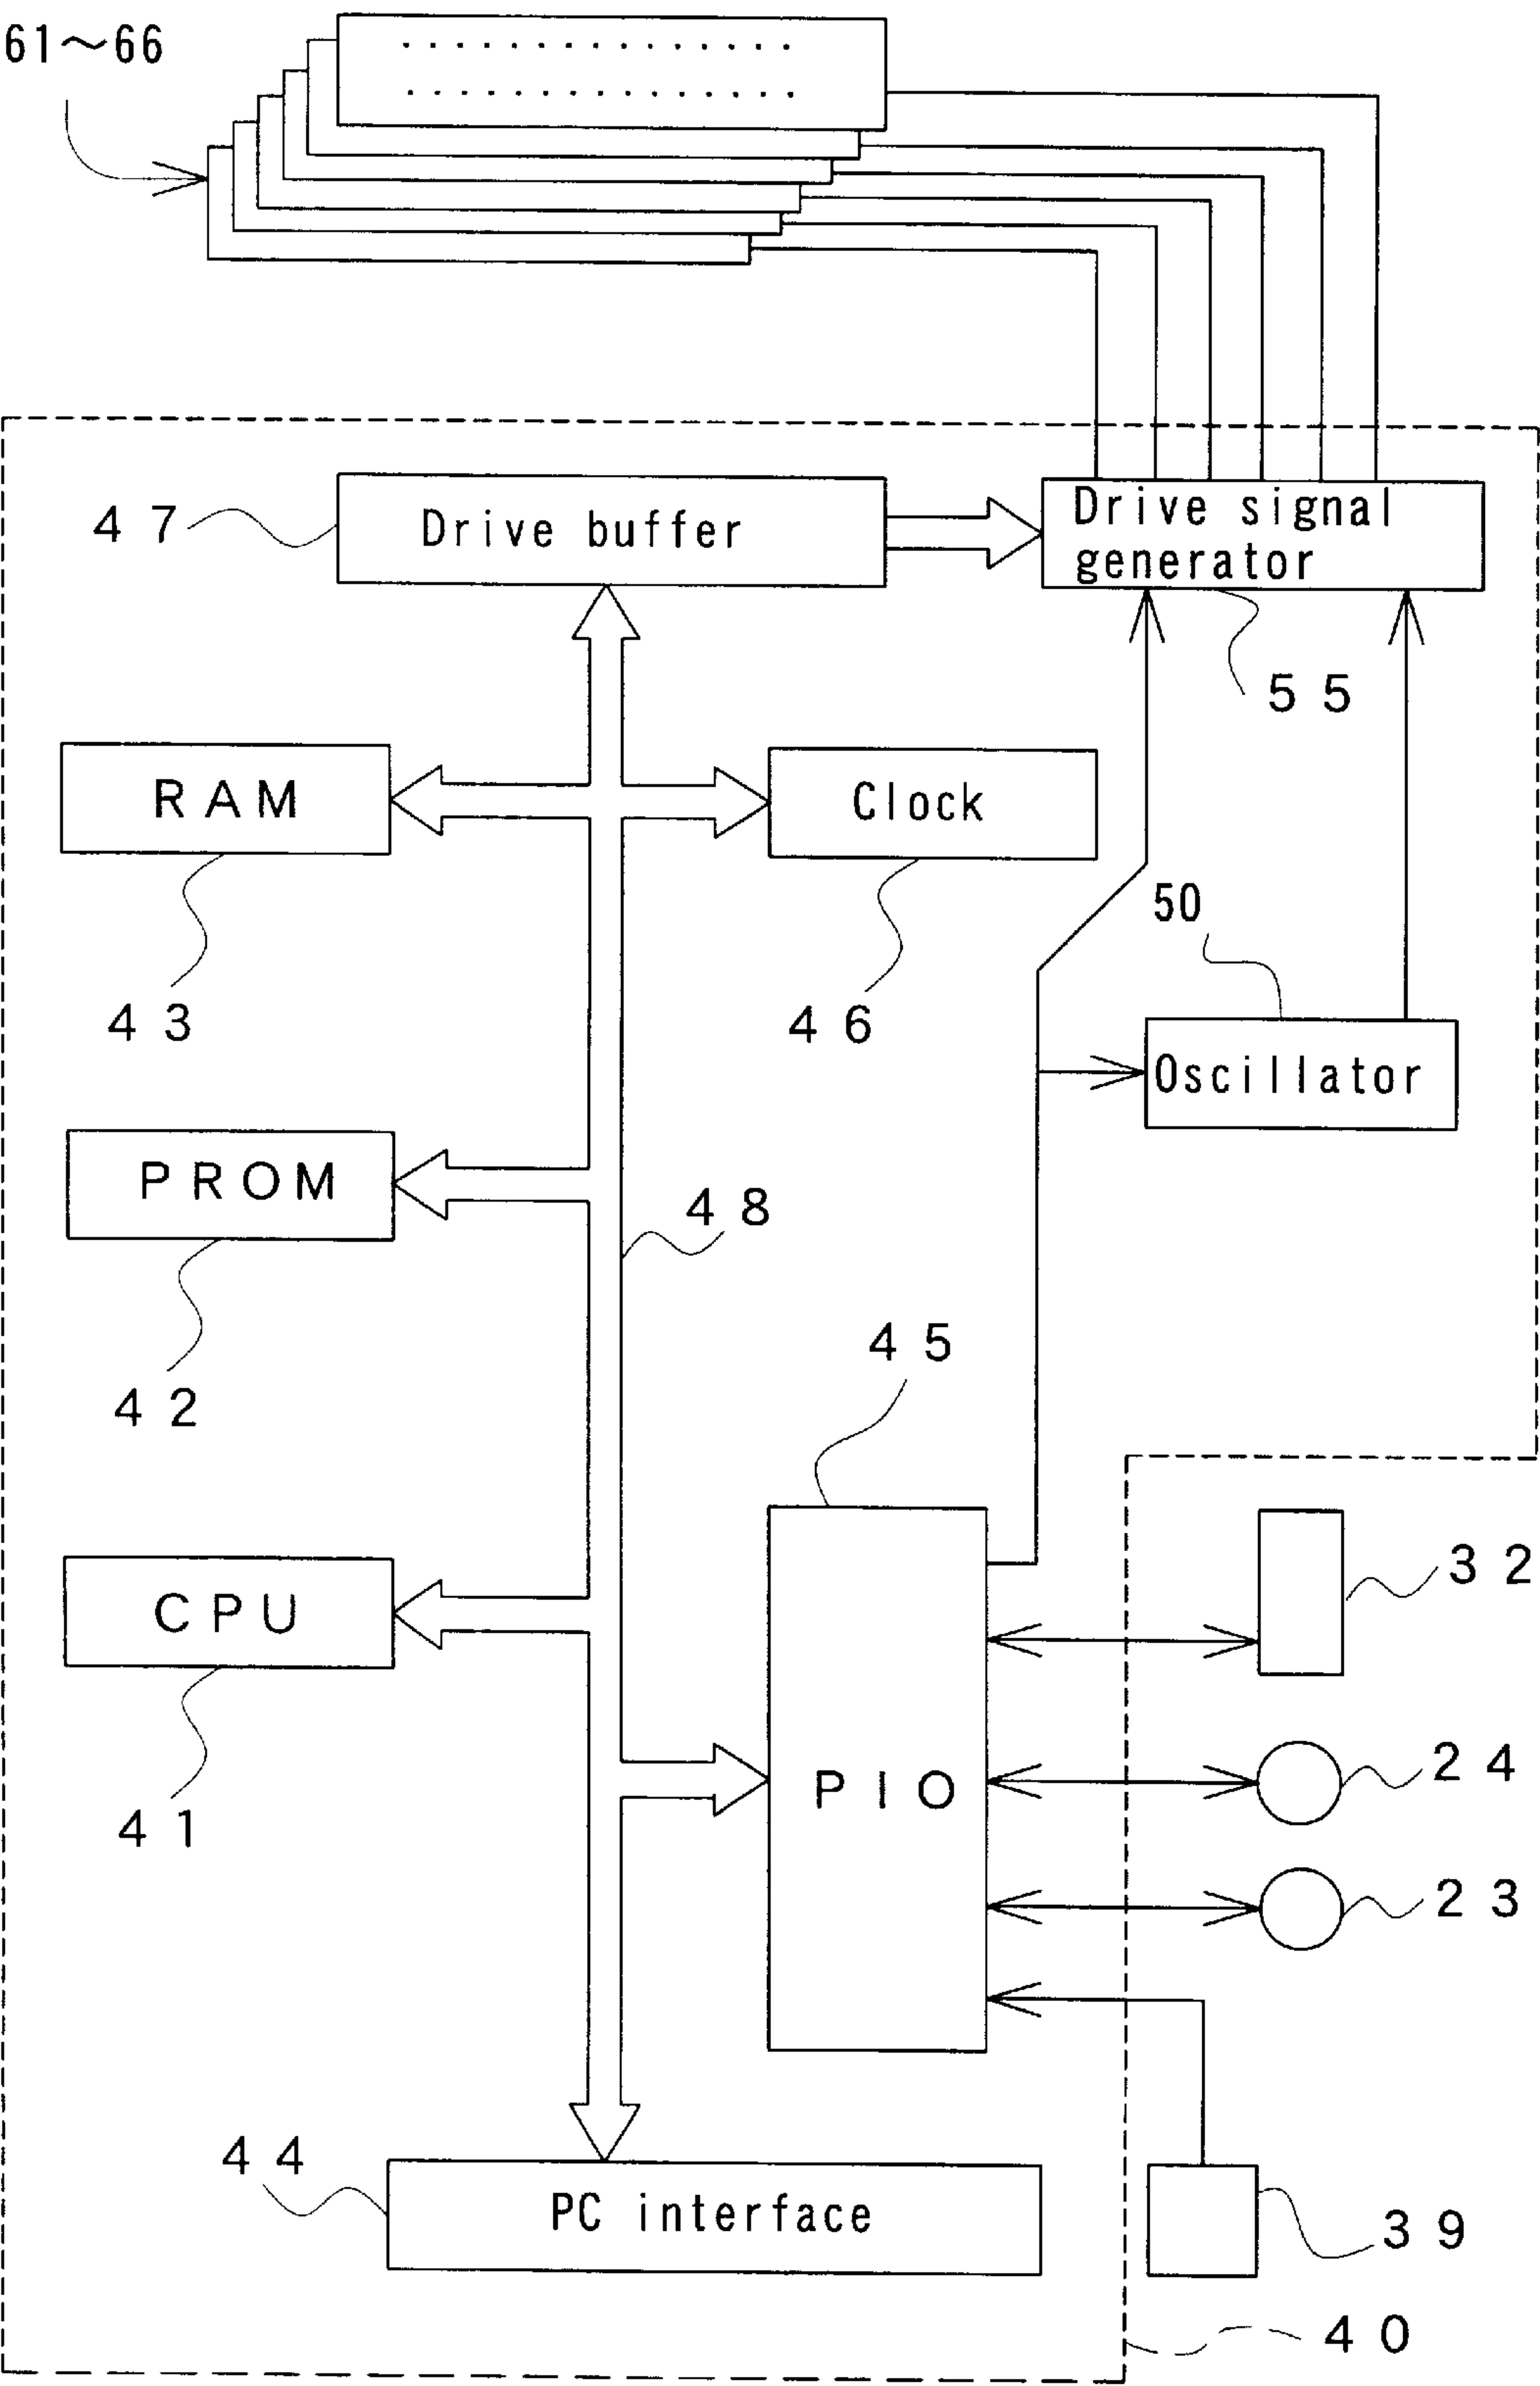 61～66
47
Drive buffer
Drive signal
generator
55
RAM
Clock
50
43
46
Oscillator
PROM
48
45
42
32
CPU
24
PIO
41
23
44
PC interface
39
40